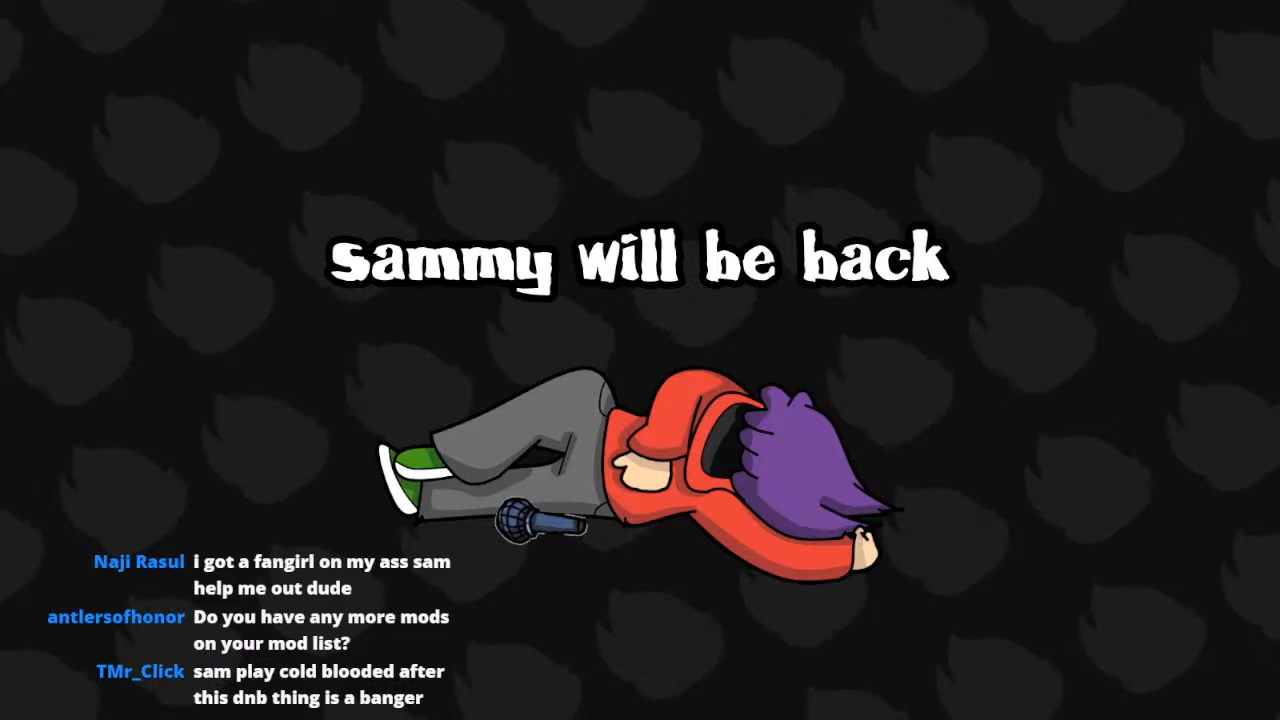 sammy will be back
Naji Rasul i got a fangirl on my ass sam
help me out dude
antlersofhonor Do you have any more mods
on your mod list?
TMr_Click sam play cold blooded after
this dnb thing is a banger